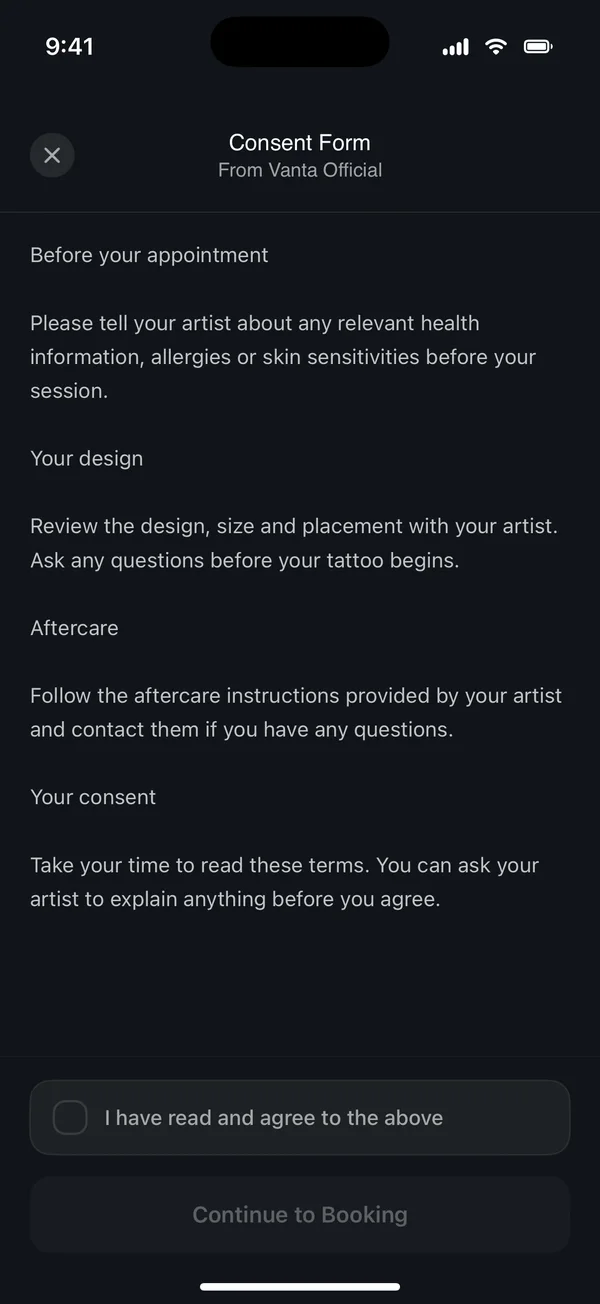 9:41
Consent Form
From Vanta Official
Before your appointment
Please tell your artist about any relevant health
information, allergies or skin sensitivities before your
session.
Your design
Review the design, size and placement with your artist.
Ask any questions before your tattoo begins.
Aftercare
Follow the aftercare instructions provided by your artist
and contact them if you have any questions.
Your consent
Take your time to read these terms. You can ask your
artist to explain anything before you agree.
I have read and agree to the above
Continue to Booking